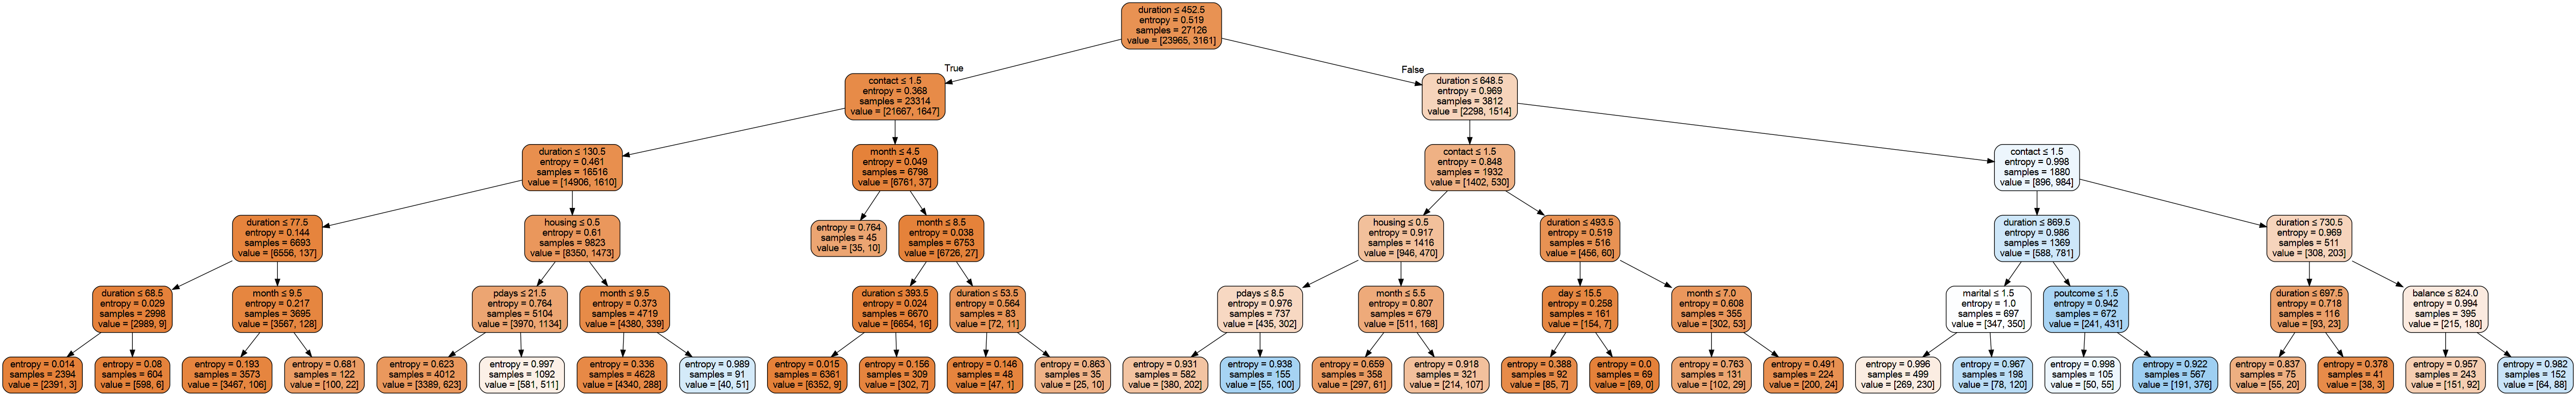 duration ≤ 452.5
entropy = 0.519
samples = 27126
value = [23965, 3161]
True
False
contact ≤ 1.5
entropy = 0.368
samples = 23314
value = [21667, 1647]
duration ≤ 648.5
entropy = 0.969
samples = 3812
value = [2298, 1514]
duration ≤ 130.5
entropy = 0.461
samples = 16516
value = [14906, 1610]
month ≤ 4.5
entropy = 0.049
samples = 6798
value = [6761, 37]
contact ≤ 1.5
entropy = 0.848
samples = 1932
value = [1402, 530]
contact ≤ 1.5
entropy = 0.998
samples = 1880
value = [896, 984]
duration ≤ 77.5
entropy = 0.144
samples = 6693
value = [6556, 137]
housing ≤ 0.5
entropy = 0.61
samples = 9823
value = [8350, 1473]
entropy = 0.764
samples = 45
value = [35, 10]
month ≤ 8.5
entropy = 0.038
samples = 6753
value = [6726, 27]
housing ≤ 0.5
entropy = 0.917
samples = 1416
value = [946, 470]
duration ≤ 493.5
entropy = 0.519
samples = 516
value = [456, 60]
duration ≤ 869.5
entropy = 0.986
samples = 1369
value = [588, 781]
duration ≤ 730.5
entropy = 0.969
samples = 511
value = [308, 203]
duration ≤ 68.5
entropy = 0.029
samples = 2998
value = [2989, 9]
month ≤ 9.5
entropy = 0.217
samples = 3695
value = [3567, 128]
pdays ≤ 21.5
entropy = 0.764
samples = 5104
value = [3970, 1134]
month ≤ 9.5
entropy = 0.373
samples = 4719
value = [4380, 339]
duration ≤ 393.5
entropy = 0.024
samples = 6670
value = [6654, 16]
duration ≤ 53.5
entropy = 0.564
samples = 83
value = [72, 11]
pdays ≤ 8.5
entropy = 0.976
samples = 737
value = [435, 302]
month ≤ 5.5
entropy = 0.807
samples = 679
value = [511, 168]
day ≤ 15.5
entropy = 0.258
samples = 161
value = [154, 7]
month ≤ 7.0
entropy = 0.608
samples = 355
value = [302, 53]
marital ≤ 1.5
entropy = 1.0
samples = 697
value = [347, 350]
poutcome ≤ 1.5
entropy = 0.942
samples = 672
value = [241, 431]
duration ≤ 697.5
entropy = 0.718
samples = 116
value = [93, 23]
balance ≤ 824.0
entropy = 0.994
samples = 395
value = [215, 180]
entropy = 0.014
samples = 2394
value = [2391, 3]
entropy = 0.08
samples = 604
value = [598, 6]
entropy = 0.193
samples = 3573
value = [3467, 106]
entropy = 0.681
samples = 122
value = [100, 22]
entropy = 0.623
samples = 4012
value = [3389, 623]
entropy = 0.997
samples = 1092
value = [581, 511]
entropy = 0.336
samples = 4628
value = [4340, 288]
entropy = 0.989
samples = 91
value = [40, 51]
entropy = 0.015
samples = 6361
value = [6352, 9]
entropy = 0.156
samples = 309
value = [302, 7]
entropy = 0.146
samples = 48
value = [47, 1]
entropy = 0.863
samples = 35
value = [25, 10]
entropy = 0.931
samples = 582
value = [380, 202]
entropy = 0.938
samples = 155
value = [55, 100]
entropy = 0.659
samples = 358
value = [297, 61]
entropy = 0.918
samples = 321
value = [214, 107]
entropy = 0.388
samples = 92
value = [85, 7]
entropy = 0.0
samples = 69
value = [69, 0]
entropy = 0.763
samples = 131
value = [102, 29]
entropy = 0.491
samples = 224
value = [200, 24]
entropy = 0.996
samples = 499
value = [269, 230]
entropy = 0.967
samples = 198
value = [78, 120]
entropy = 0.998
samples = 105
value = [50, 55]
entropy = 0.922
samples = 567
value = [191, 376]
entropy = 0.837
samples = 75
value = [55, 20]
entropy = 0.378
samples = 41
value = [38, 3]
entropy = 0.957
samples = 243
value = [151, 92]
entropy = 0.982
samples = 152
value = [64, 88]